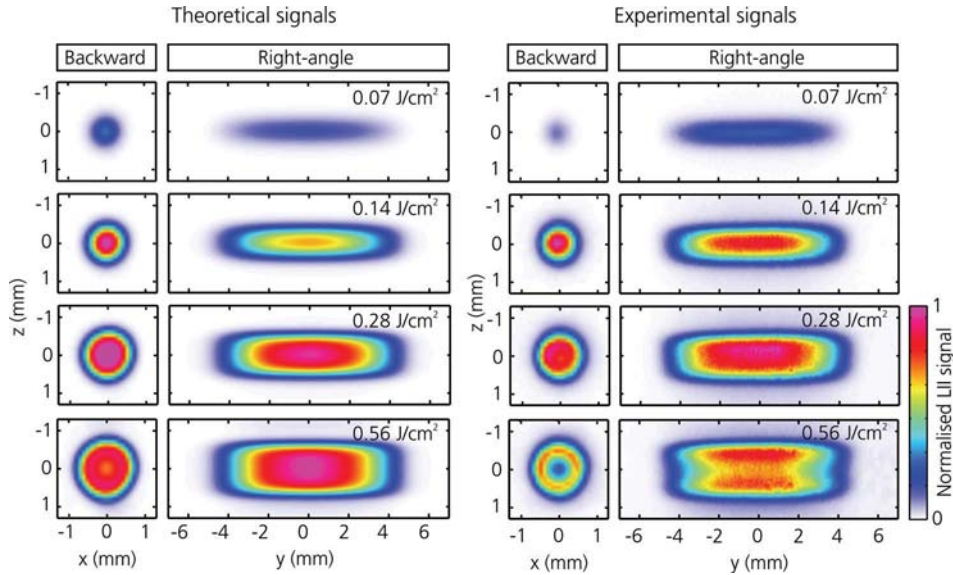 Theoretical signals
Experimental signals
Backward
Right-angle
Backward
Right-angle
-1
0
1
0.07 J/cm²
-1
0
1
0.07 J/cm²
-1
0
1
0.14 J/cm²
-1
0
1
0.14 J/cm²
z (mm)
z (mm)
-1
0
1
0.28 J/cm²
-1
0
1
0.28 J/cm²
-1
0
1
0.56 J/cm²
-1
0
1
0.56 J/cm²
1
Normalised LII signal
0
-1 0 1
-6 -4 -2 0 2 4 6
-1 0 1
-6 -4 -2 0 2 4 6
x (mm)
y (mm)
x (mm)
y (mm)